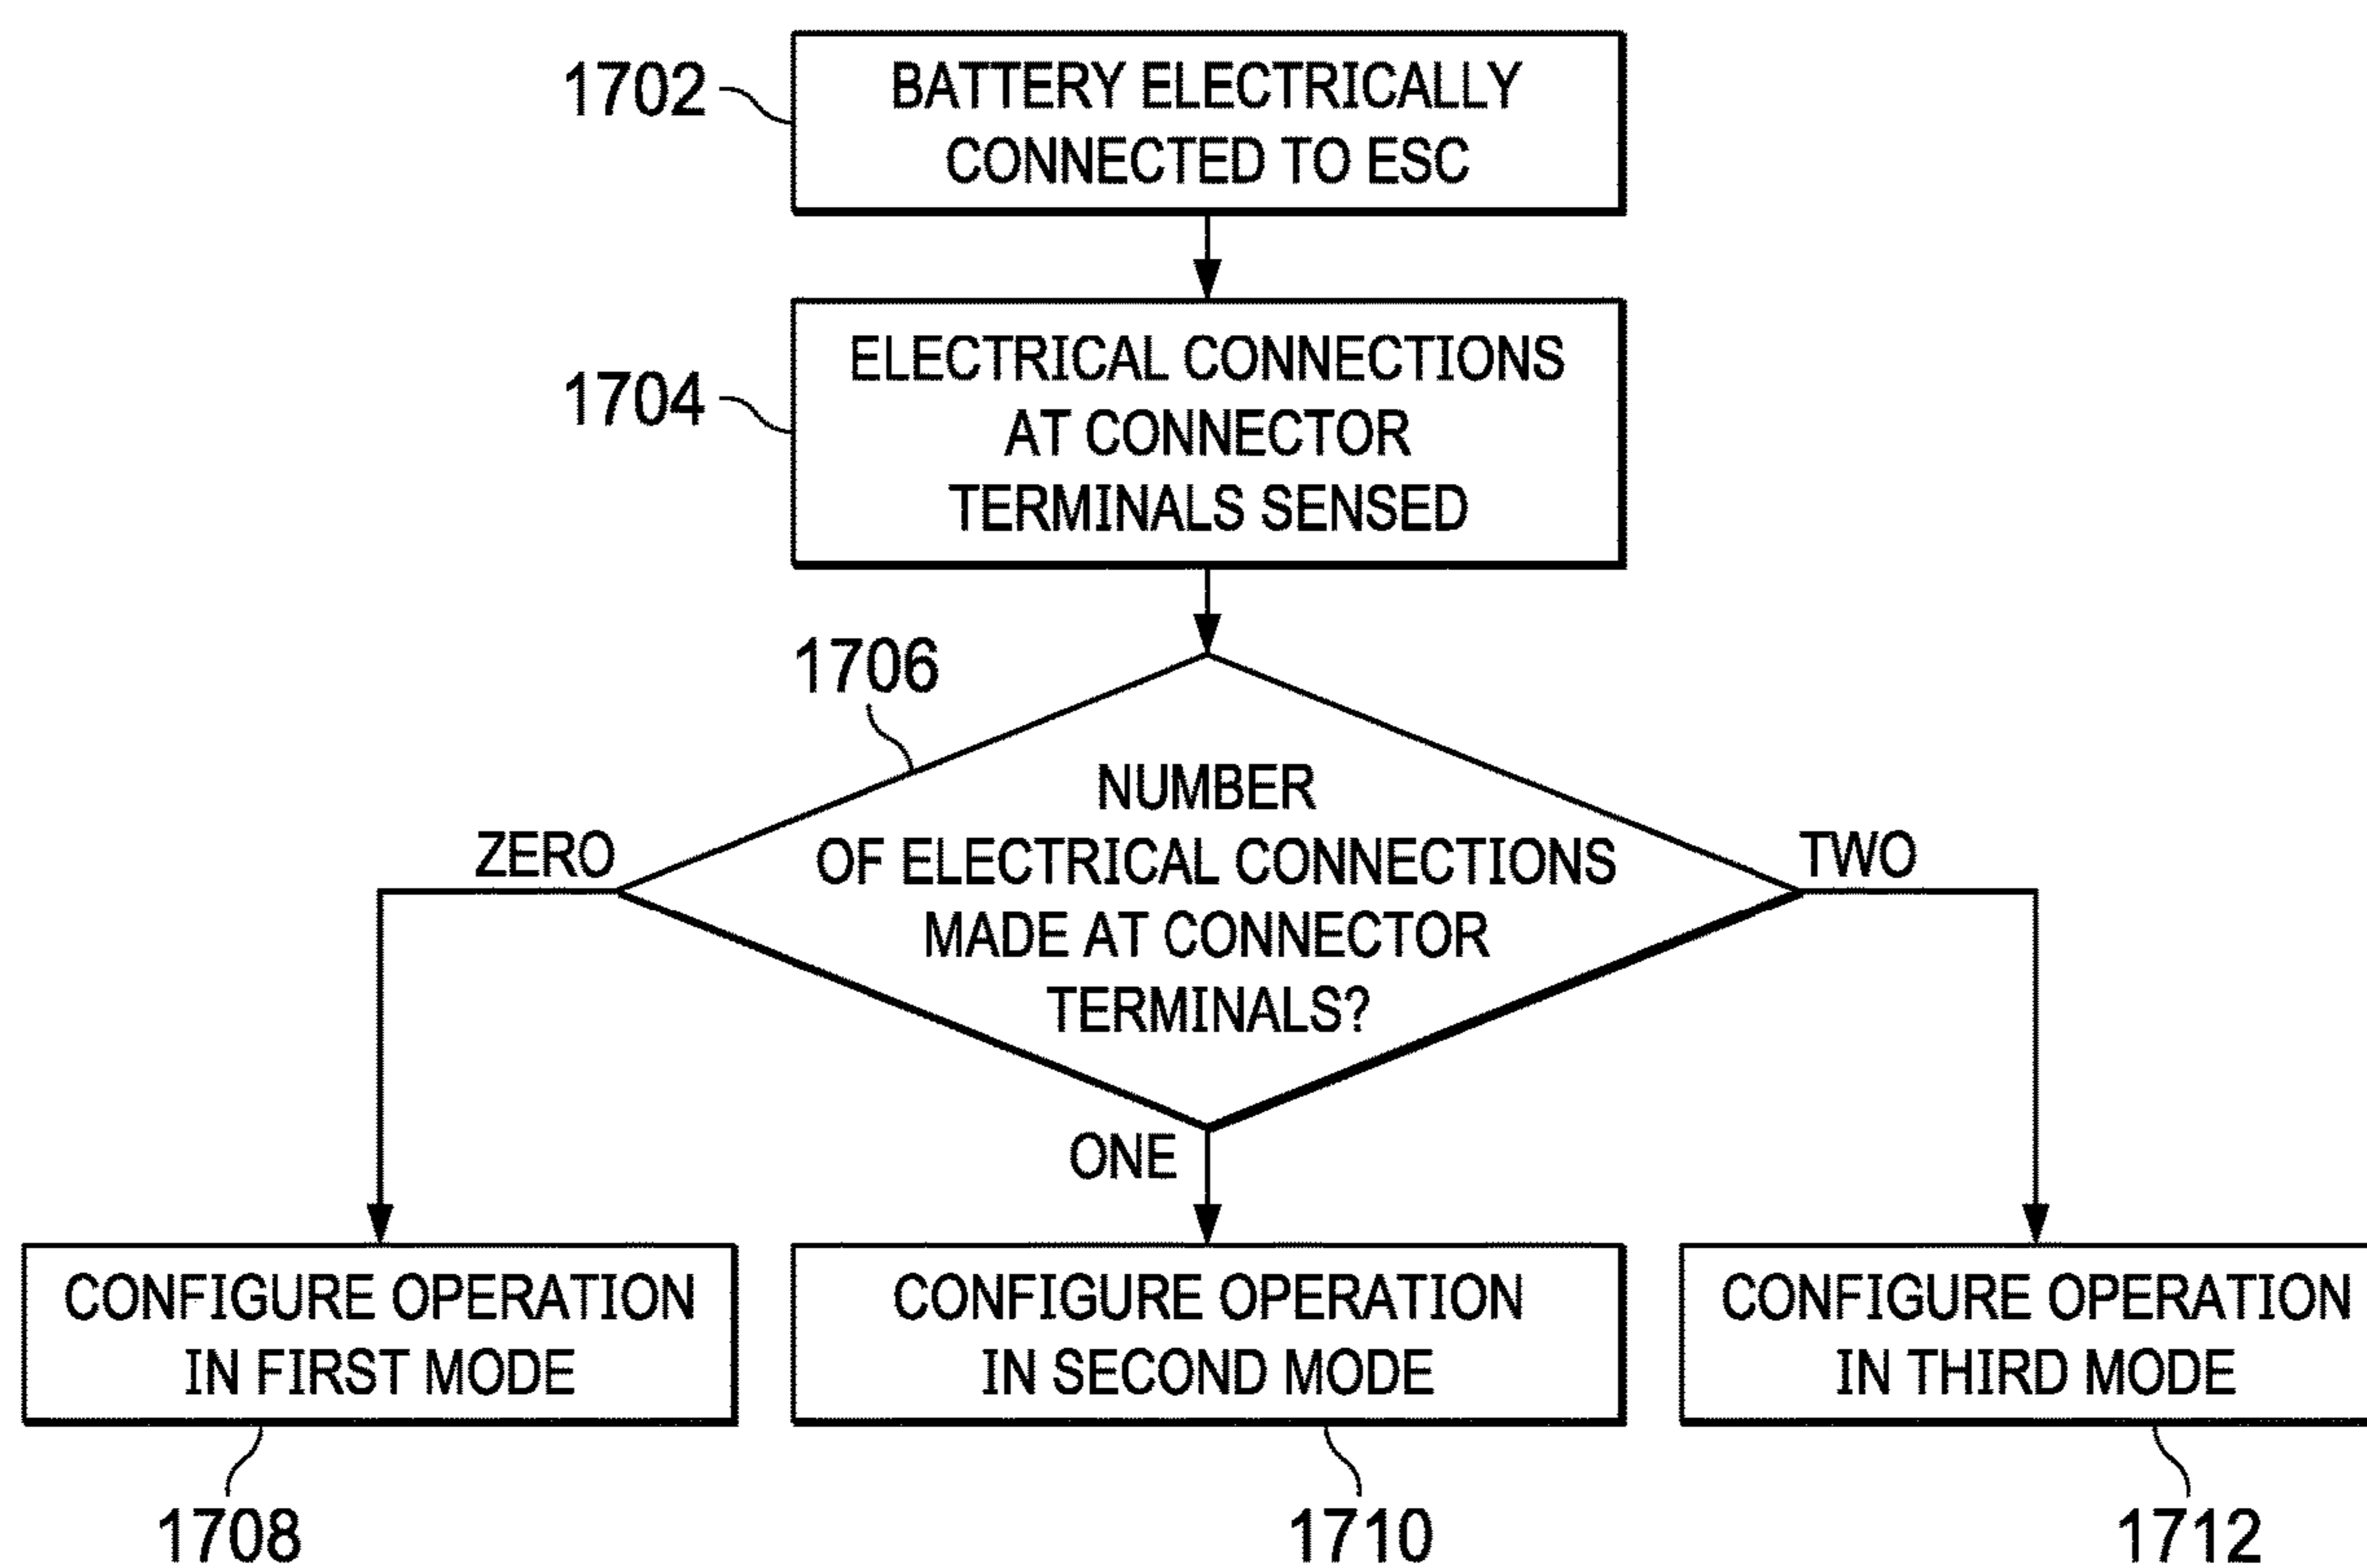 1702
BATTERY ELECTRICALLY
CONNECTED TO ESC
1704
ELECTRICAL CONNECTIONS
AT CONNECTOR
TERMINALS SENSED
1706
NUMBER
OF ELECTRICAL CONNECTIONS
MADE AT CONNECTOR
TERMINALS?
ZERO
TWO
ONE
CONFIGURE OPERATION
IN FIRST MODE
CONFIGURE OPERATION
IN SECOND MODE
CONFIGURE OPERATION
IN THIRD MODE
1708
1710
1712